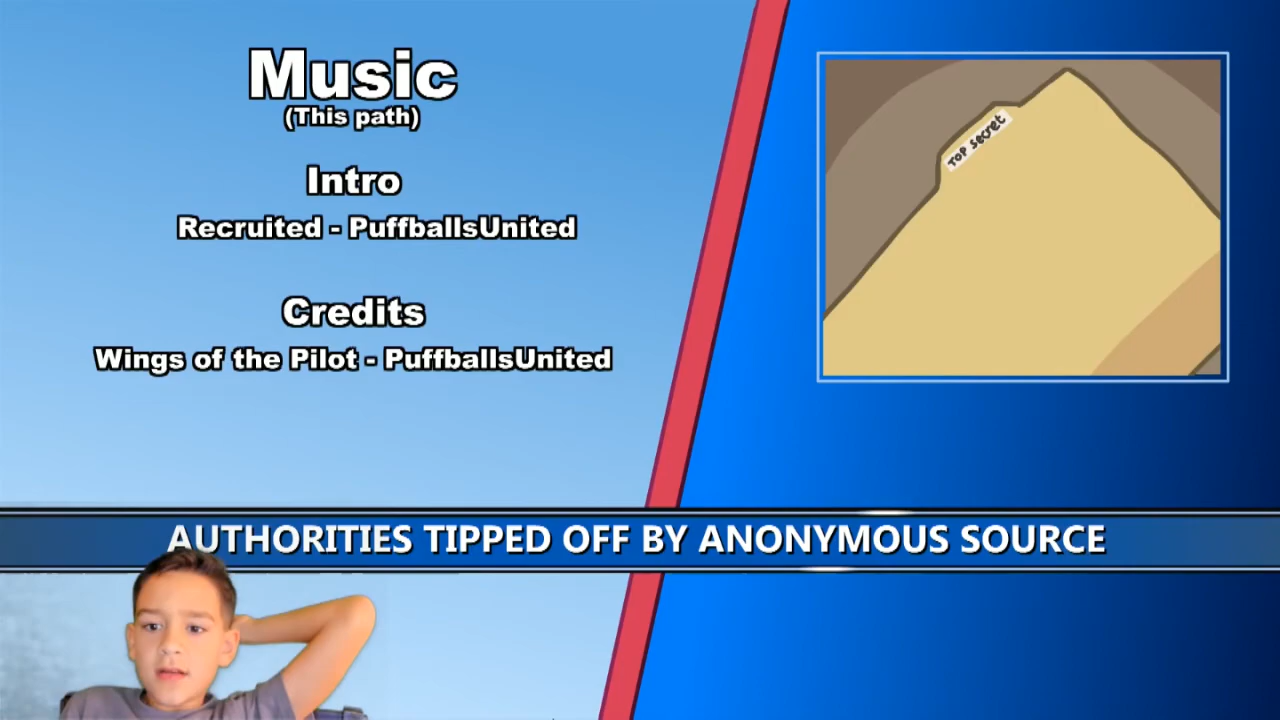 Music
(This path)
Intro
Recruited - PuffballsUnited
Credits
Wings of the Pilot - PuffballsUnited
TOP SECRET
AUTHORITIES TIPPED OFF BY ANONYMOUS SOURCE